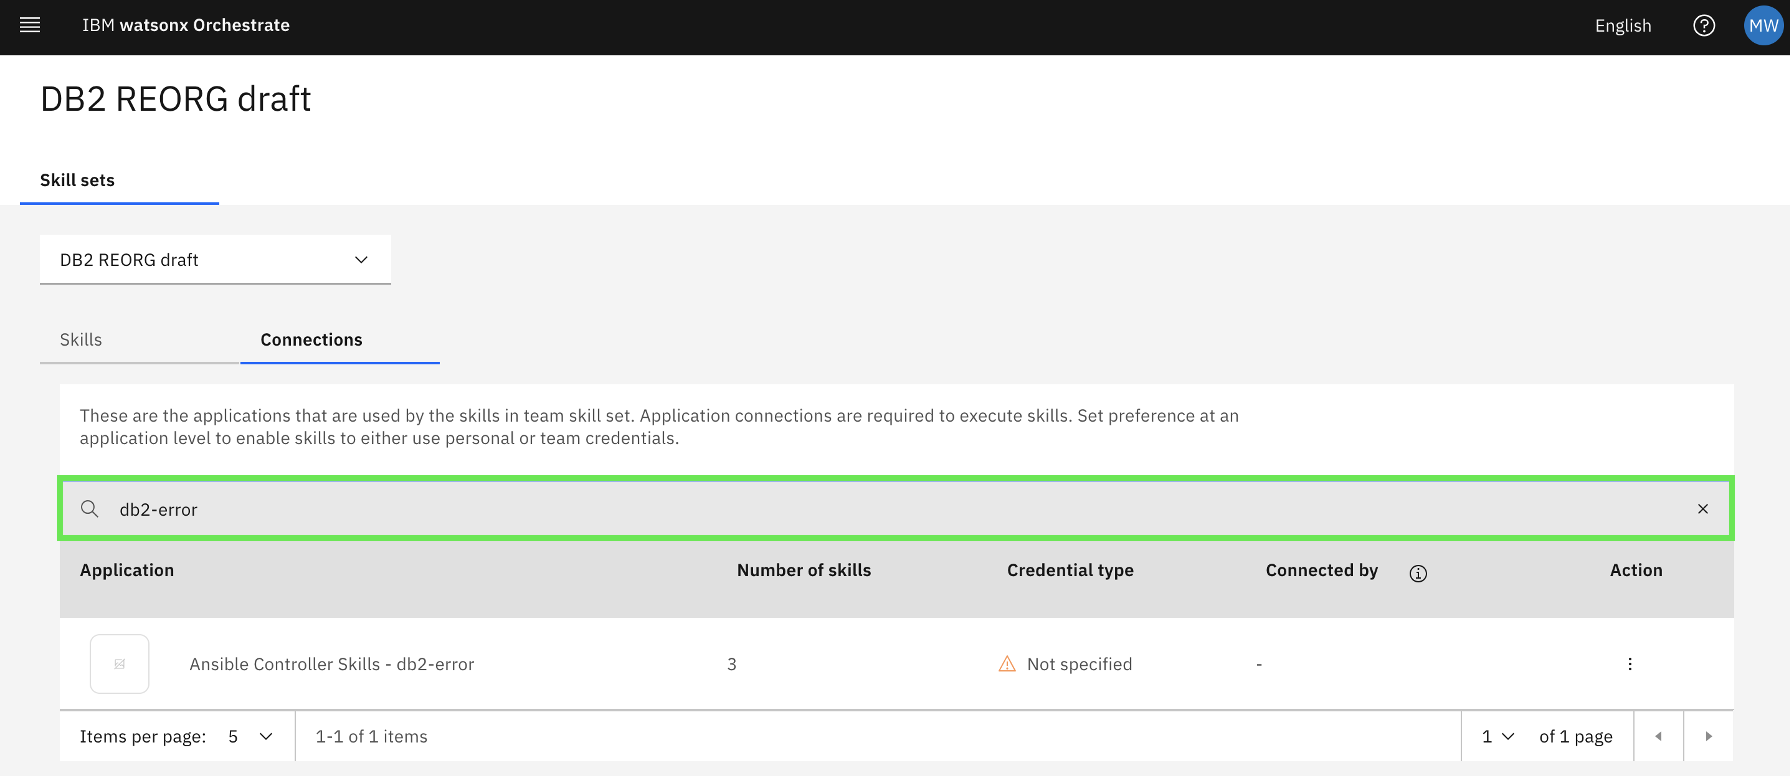 IBM watsonx Orchestrate
English
MW
DB2 REORG draft
Skill sets
DB2 REORG draft
Skills
Connections
These are the applications that are used by the skills in team skill set. Application connections are required to execute skills. Set preference at an
application level to enable skills to either use personal or team credentials.
db2-error
Application Number of skills Credential type Connected by Action
Ansible Controller Skills - db2-error 3 Not specified -
Items per page: 5 1-1 of 1 items 1 of 1 page